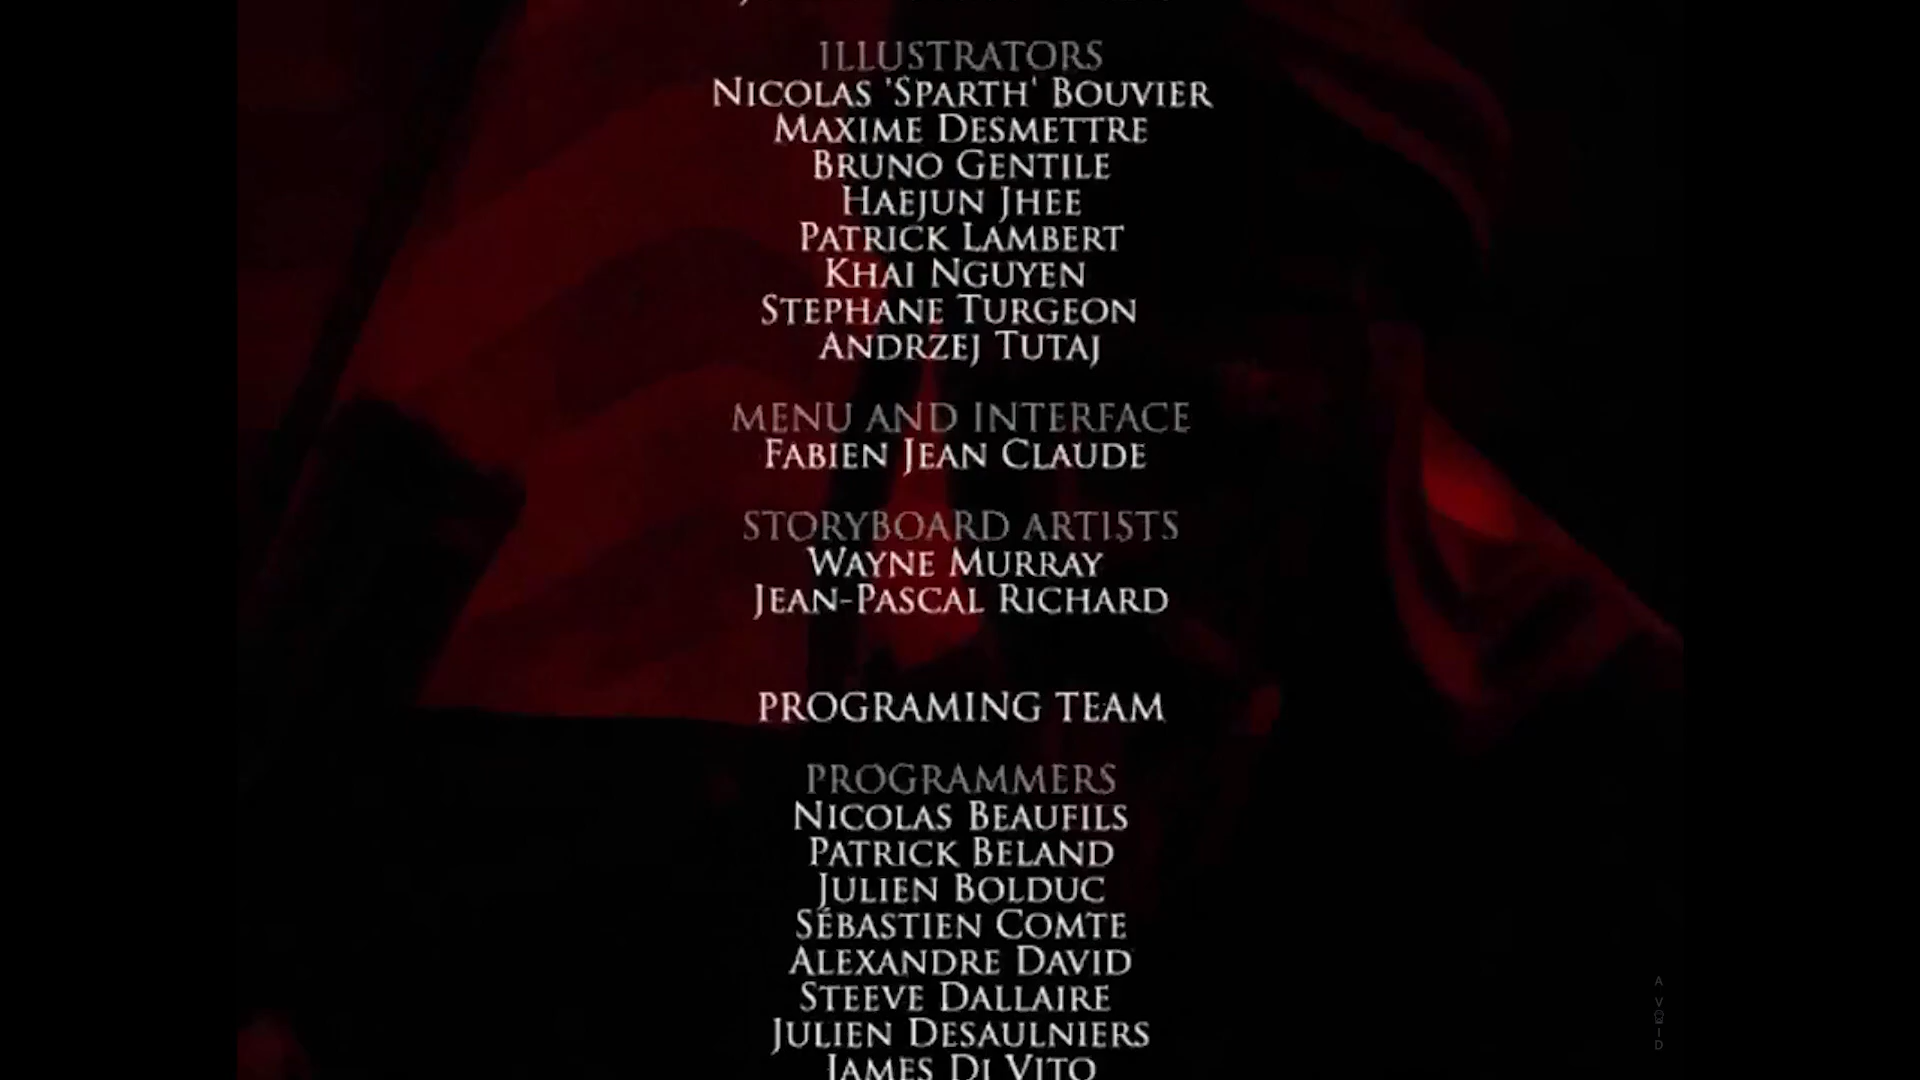 ILLUSTRATORS
NICOLAS 'SPARTH' BOUVIER
MAXIME DESMETTRE
BRUNO GENTILE
HAEJUN JHEE
PATRICK LAMBERT
KHAI NGUYEN
STEPHANE TURGEON
ANDRZEJ TUTAJ
MENU AND INTERFACE
FABIEN JEAN CLAUDE
STORYBOARD ARTISTS
WAYNE MURRAY
JEAN-PASCAL RICHARD
PROGRAMING TEAM
PROGRAMMERS
NICOLAS BEAUFILS
PATRICK BELAND
JULIEN BOLDUC
SÉBASTIEN COMTE
ALEXANDRE DAVID
STEEVE DALLAIRE
JULIEN DESAULNIERS
JAMES DI VITO
A
V
I
D